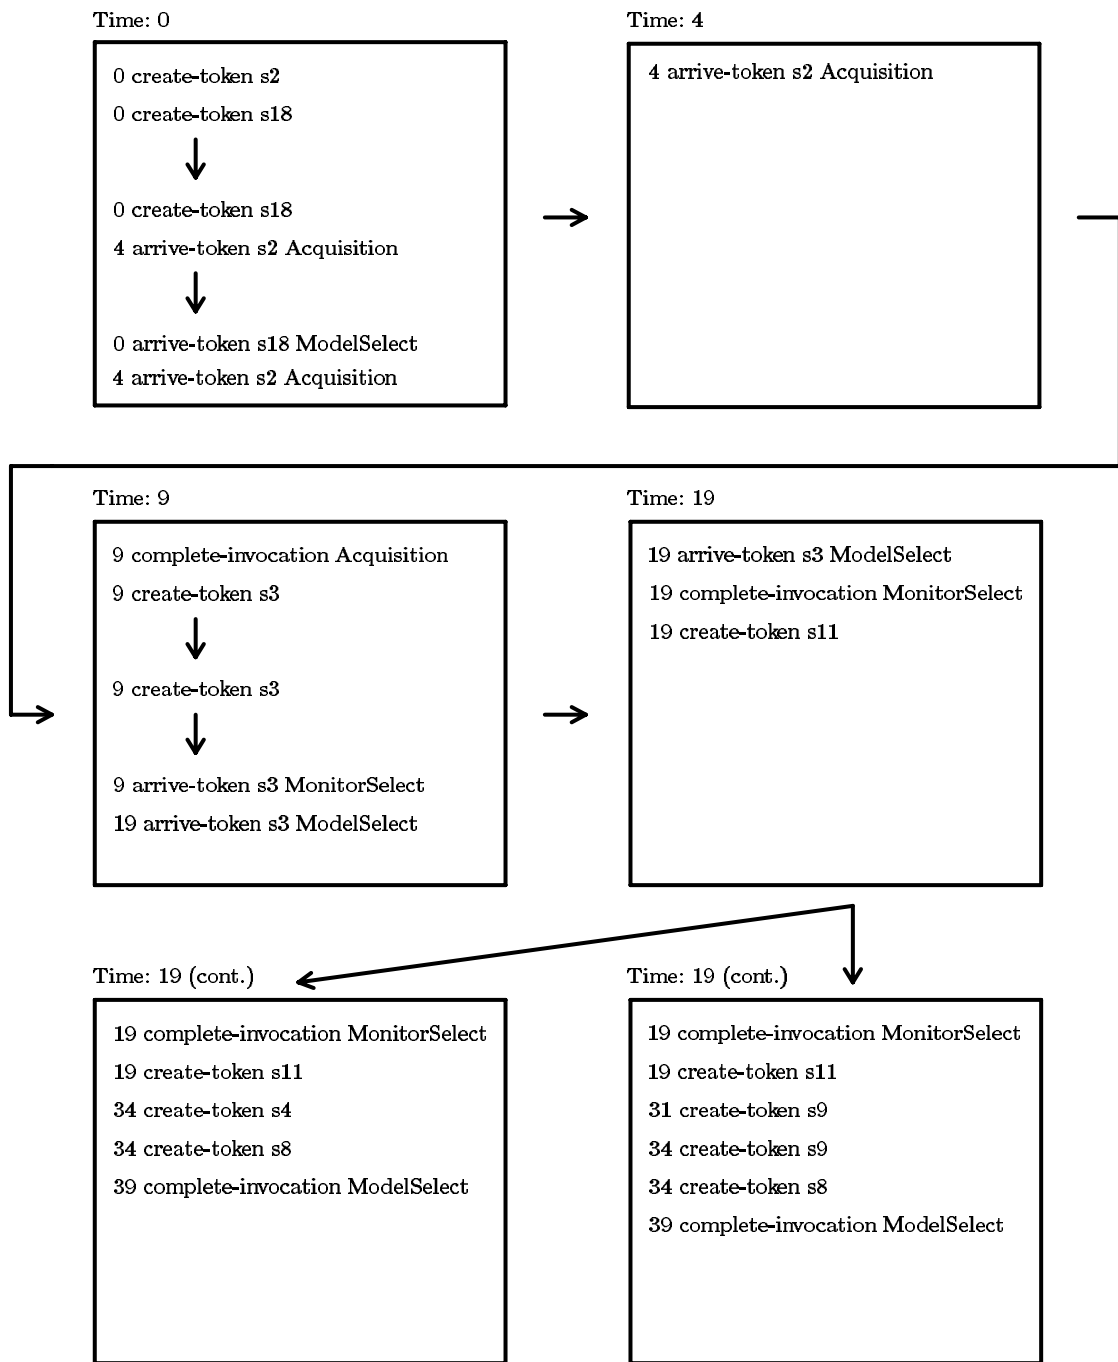 Time: 0
0 create-token s2
0 create-token s18
0 create-token s18
4 arrive-token s2 Acquisition
0 arrive-token s18 ModelSelect
4 arrive-token s2 Acquisition
Time: 4
4 arrive-token s2 Acquisition
Time: 9
9 complete-invocation Acquisition
9 create-token s3
9 create-token s3
9 arrive-token s3 MonitorSelect
19 arrive-token s3 ModelSelect
Time: 19
19 arrive-token s3 ModelSelect
19 complete-invocation MonitorSelect
19 create-token s11
Time: 19 (cont.)
19 complete-invocation MonitorSelect
19 create-token s11
34 create-token s4
34 create-token s8
39 complete-invocation ModelSelect
Time: 19 (cont.)
19 complete-invocation MonitorSelect
19 create-token s11
31 create-token s9
34 create-token s9
34 create-token s8
39 complete-invocation ModelSelect